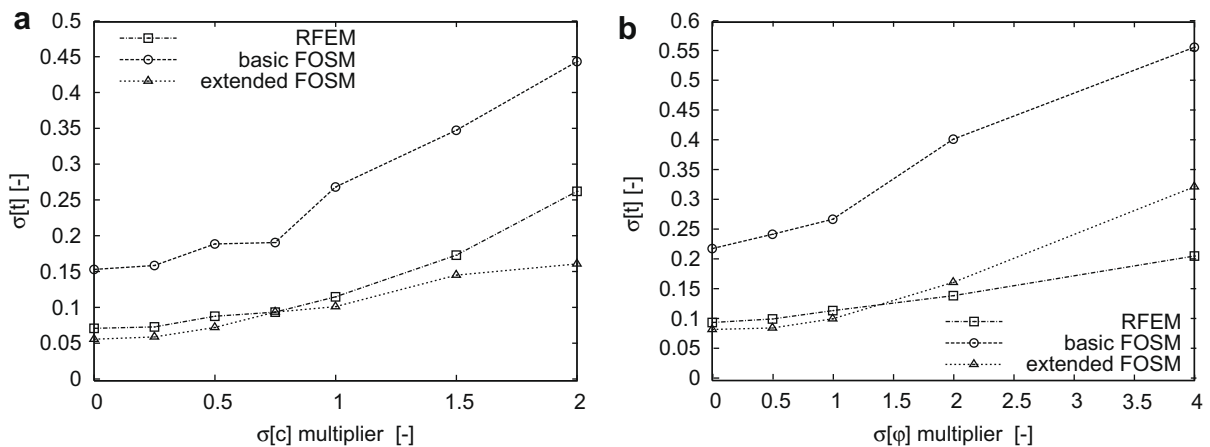 a
0.5
0.45
0.4
0.35
0.3
0.25
0.2
0.15
0.1
0.05
0
σ[t] [-]
RFEM
basic FOSM
extended FOSM
0 0.5 1 1.5 2
σ[c] multiplier [-]
b
0.6
0.55
0.5
0.45
0.4
0.35
0.3
0.25
0.2
0.15
0.1
0.05
0
σ[t] [-]
RFEM
basic FOSM
extended FOSM
0 0.5 1 1.5 2 2.5 3 3.5 4
σ[φ] multiplier [-]